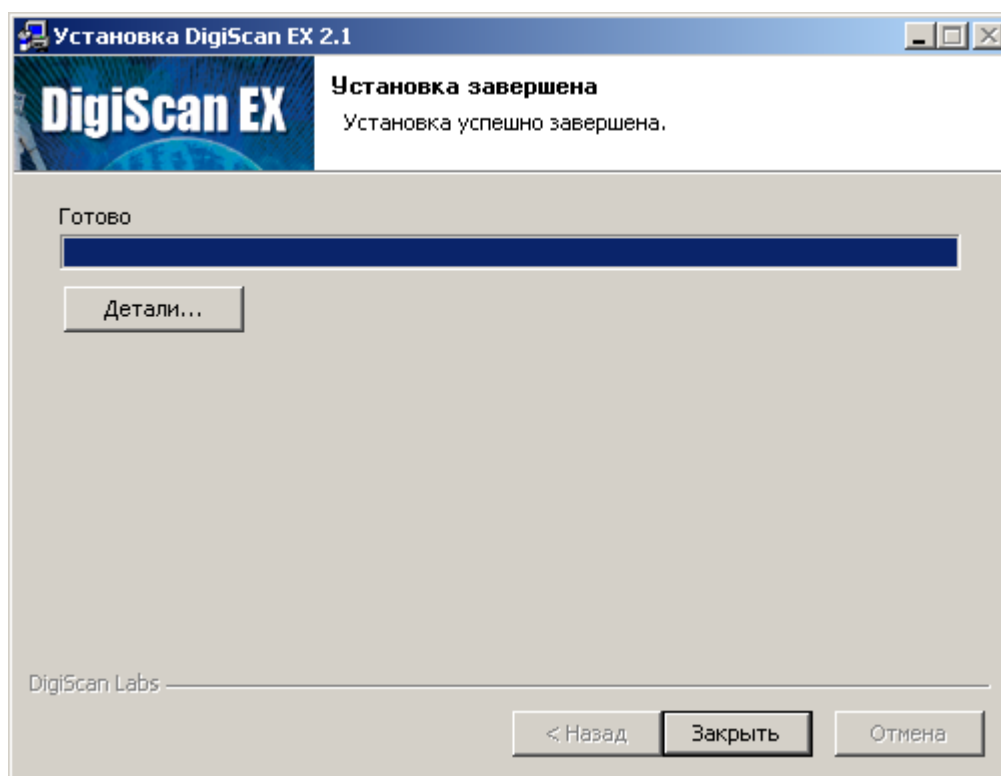 Установка DigiScan EX 2.1
DigiScan EX
Установка завершена
Установка успешно завершена.
Готово
Детали...
DigiScan Labs
< Назад
Закрыть
Отмена